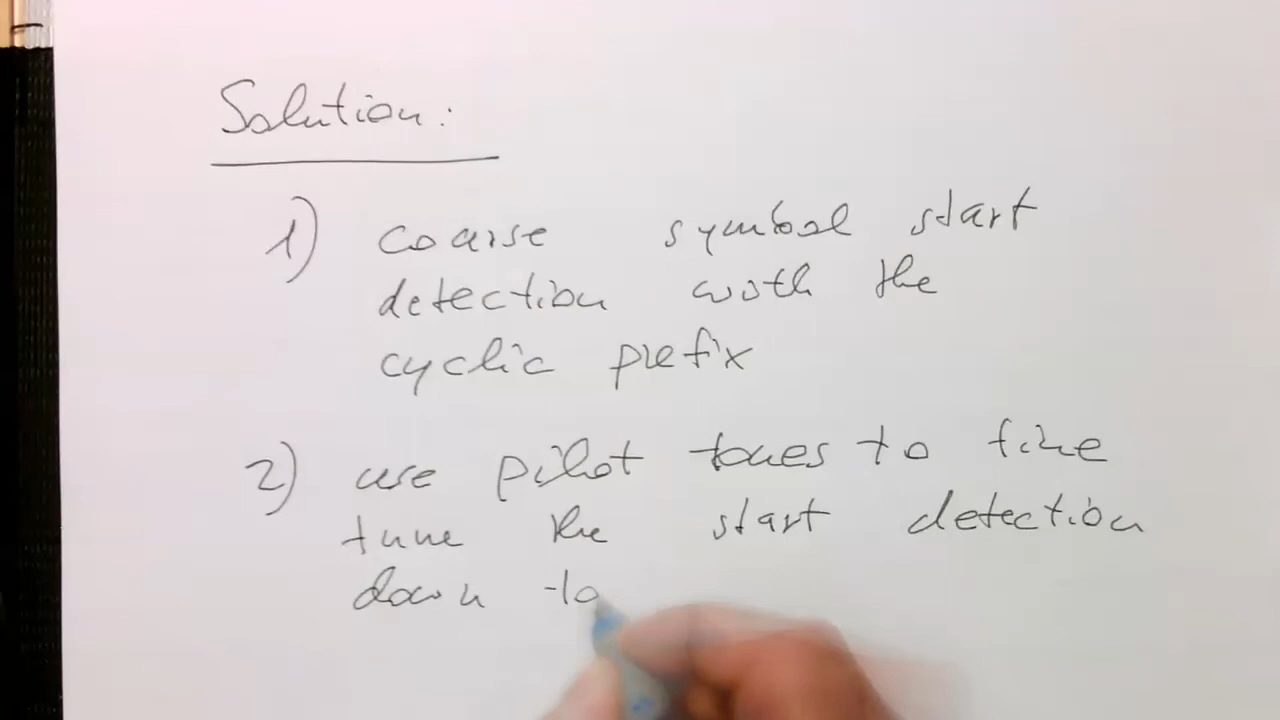 Solution:
1) coarse symbol start
detection with the
cyclic prefix
2) use pilot tones to fine
tune the start detection
down to